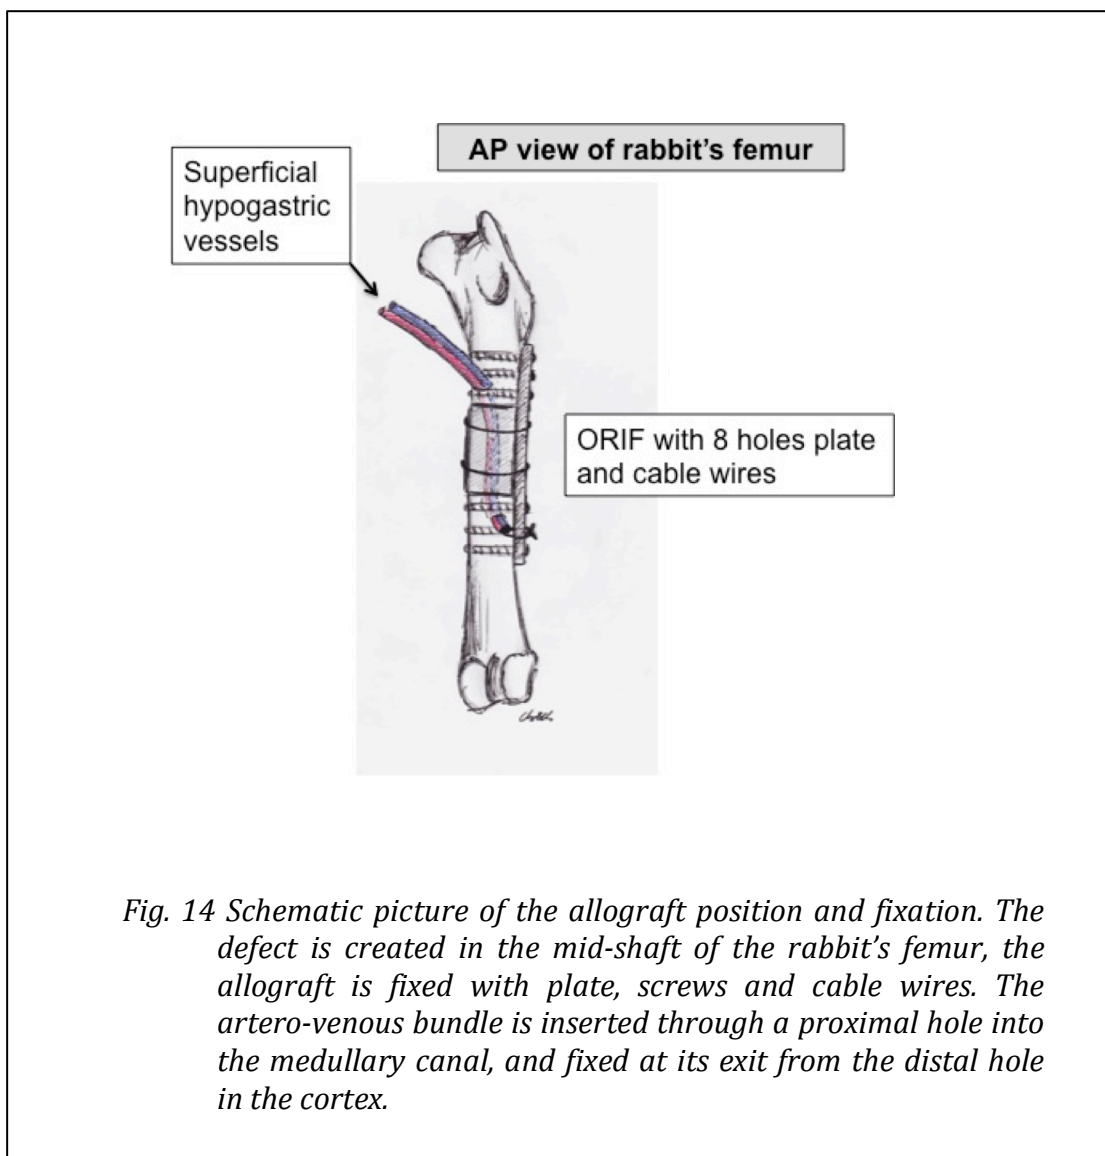 AP view of rabbit's femur
Superficial
hypogastric
vessels
ORIF with 8 holes plate
and cable wires
Fig. 14 Schematic picture of the allograft position and fixation. The
defect is created in the mid-shaft of the rabbit's femur, the
allograft is fixed with plate, screws and cable wires. The
artero-venous bundle is inserted through a proximal hole into
the medullary canal, and fixed at its exit from the distal hole
in the cortex.